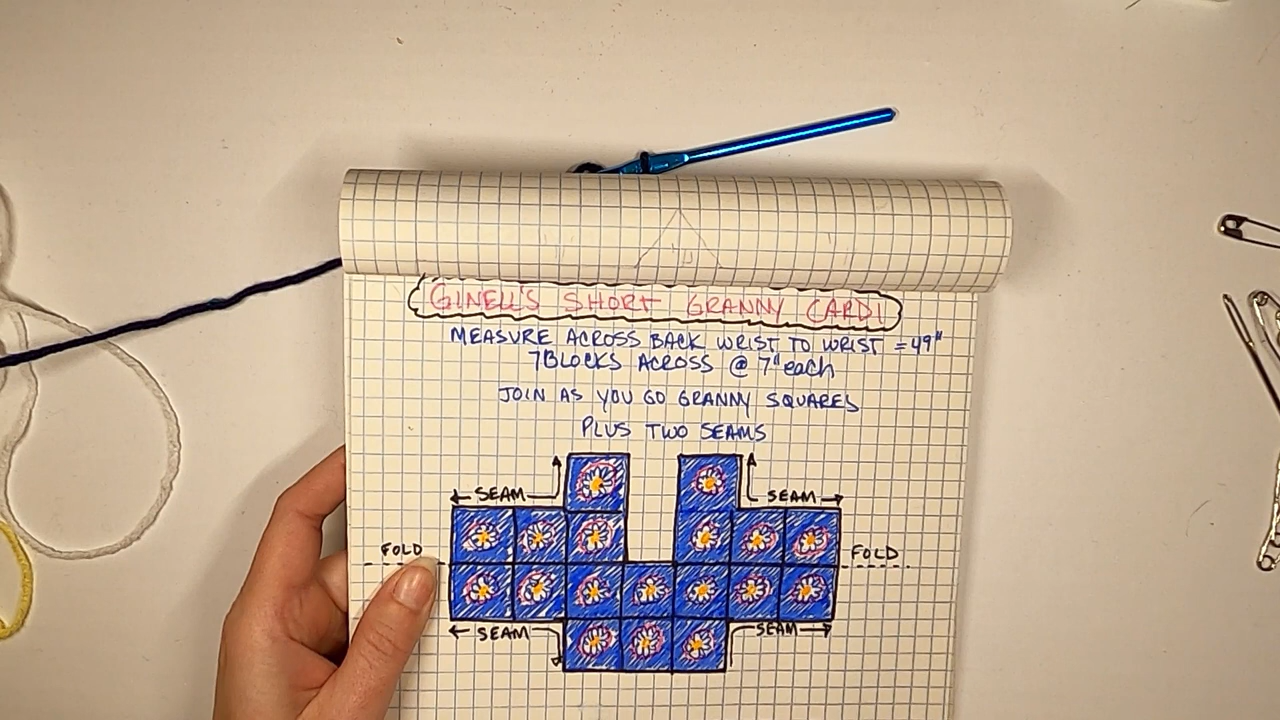 GINELL'S SHORT GRANNY CARDI
MEASURE ACROSS BACK WRIST TO WRIST = 49"
7 BLOCKS ACROSS @ 7" each
JOIN AS YOU GO GRANNY SQUARES
PLUS TWO SEAMS
SEAM SEAM
FOLD FOLD
SEAM SEAM